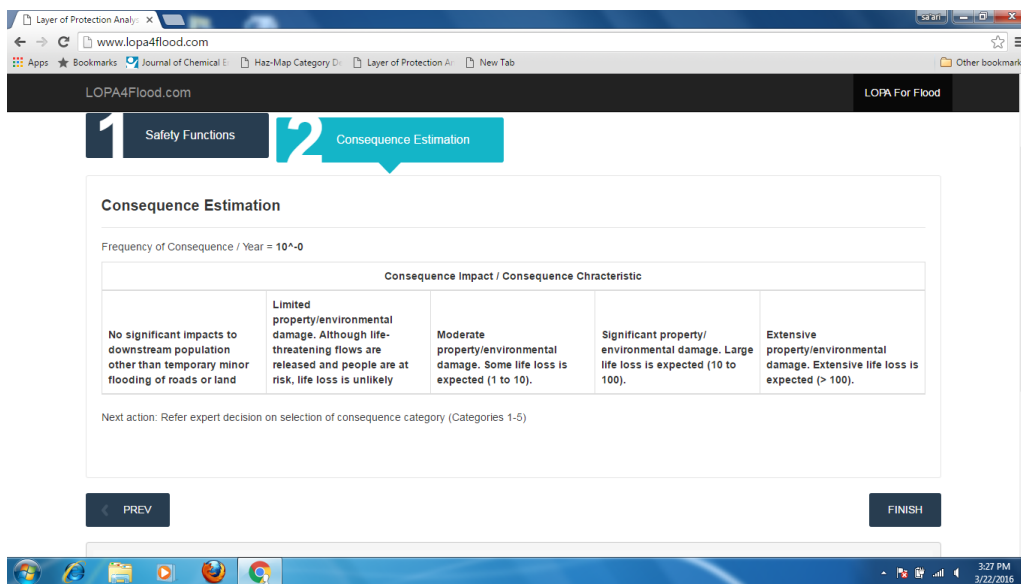 Layer of Protection Analys
sa'ari
www.lopa4flood.com
Apps Bookmarks Journal of Chemical E Haz-Map Category D Layer of Protection A New Tab Other bookmark
LOPA4Flood.com LOPA For Flood
1 Safety Functions
2 Consequence Estimation
Consequence Estimation
Frequency of Consequence / Year = 10^-0
Consequence Impact / Consequence Chracteristic
No significant impacts to
downstream population
other than temporary minor
flooding of roads or land
Limited
property/environmental
damage. Although life-
threatening flows are
released and people are at
risk, life loss is unlikely
Moderate
property/environmental
damage. Some life loss is
expected (1 to 10).
Significant property/
environmental damage. Large
life loss is expected (10 to
100).
Extensive
property/environmental
damage. Extensive life loss is
expected (> 100).
Next action: Refer expert decision on selection of consequence category (Categories 1-5)
PREV
FINISH
3:27 PM
3/22/2016